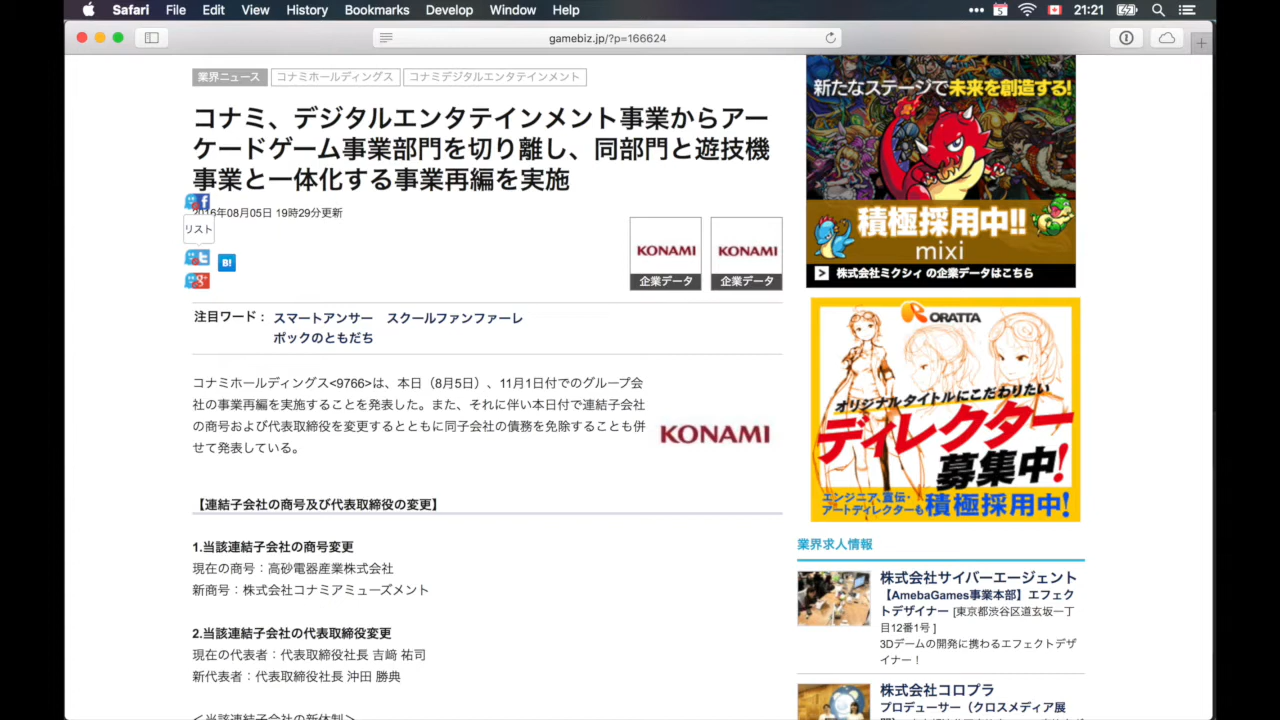 Safari File Edit View History Bookmarks Develop Window Help
5
21:21
gamebiz.jp/?p=166624
業界ニュース コナミホールディングス コナミデジタルエンタテインメント
コナミ、デジタルエンタテインメント事業からアー
ケードゲーム事業部門を切り離し、同部門と遊技機
事業と一体化する事業再編を実施
2016年08月05日 19時29分更新
リスト
B!
KONAMI
企業データ
KONAMI
企業データ
注目ワード： スマートアンサー スクールファンファーレ
ポックのともだち
コナミホールディングス<9766>は、本日（8月5日）、11月1日付でのグループ会
社の事業再編を実施することを発表した。また、それに伴い本日付で連結子会社
の商号および代表取締役を変更するとともに同子会社の債務を免除することも併
せて発表している。
KONAMI
【連結子会社の商号及び代表取締役の変更】
1.当該連結子会社の商号変更
現在の商号：高砂電器産業株式会社
新商号：株式会社コナミアミューズメント
2.当該連結子会社の代表取締役変更
現在の代表者：代表取締役社長 吉﨑 祐司
新代表者：代表取締役社長 沖田 勝典
＜当該連結子会社の新体制＞
新たなステージで未来を創造する!
積極採用中!!
mixi
株式会社ミクシィ の企業データはこちら
ORATTA
オリジナルタイトルにこだわりたい
ディレクター
募集中!
エンジニア、宣伝・
アートディレクターも積極採用中!
業界求人情報
株式会社サイバーエージェント
【AmebaGames事業本部】エフェク
トデザイナー [東京都渋谷区道玄坂一丁
目12番1号 ]
3Dゲームの開発に携わるエフェクトデザ
イナー！
株式会社コロプラ
プロデューサー（クロスメディア展